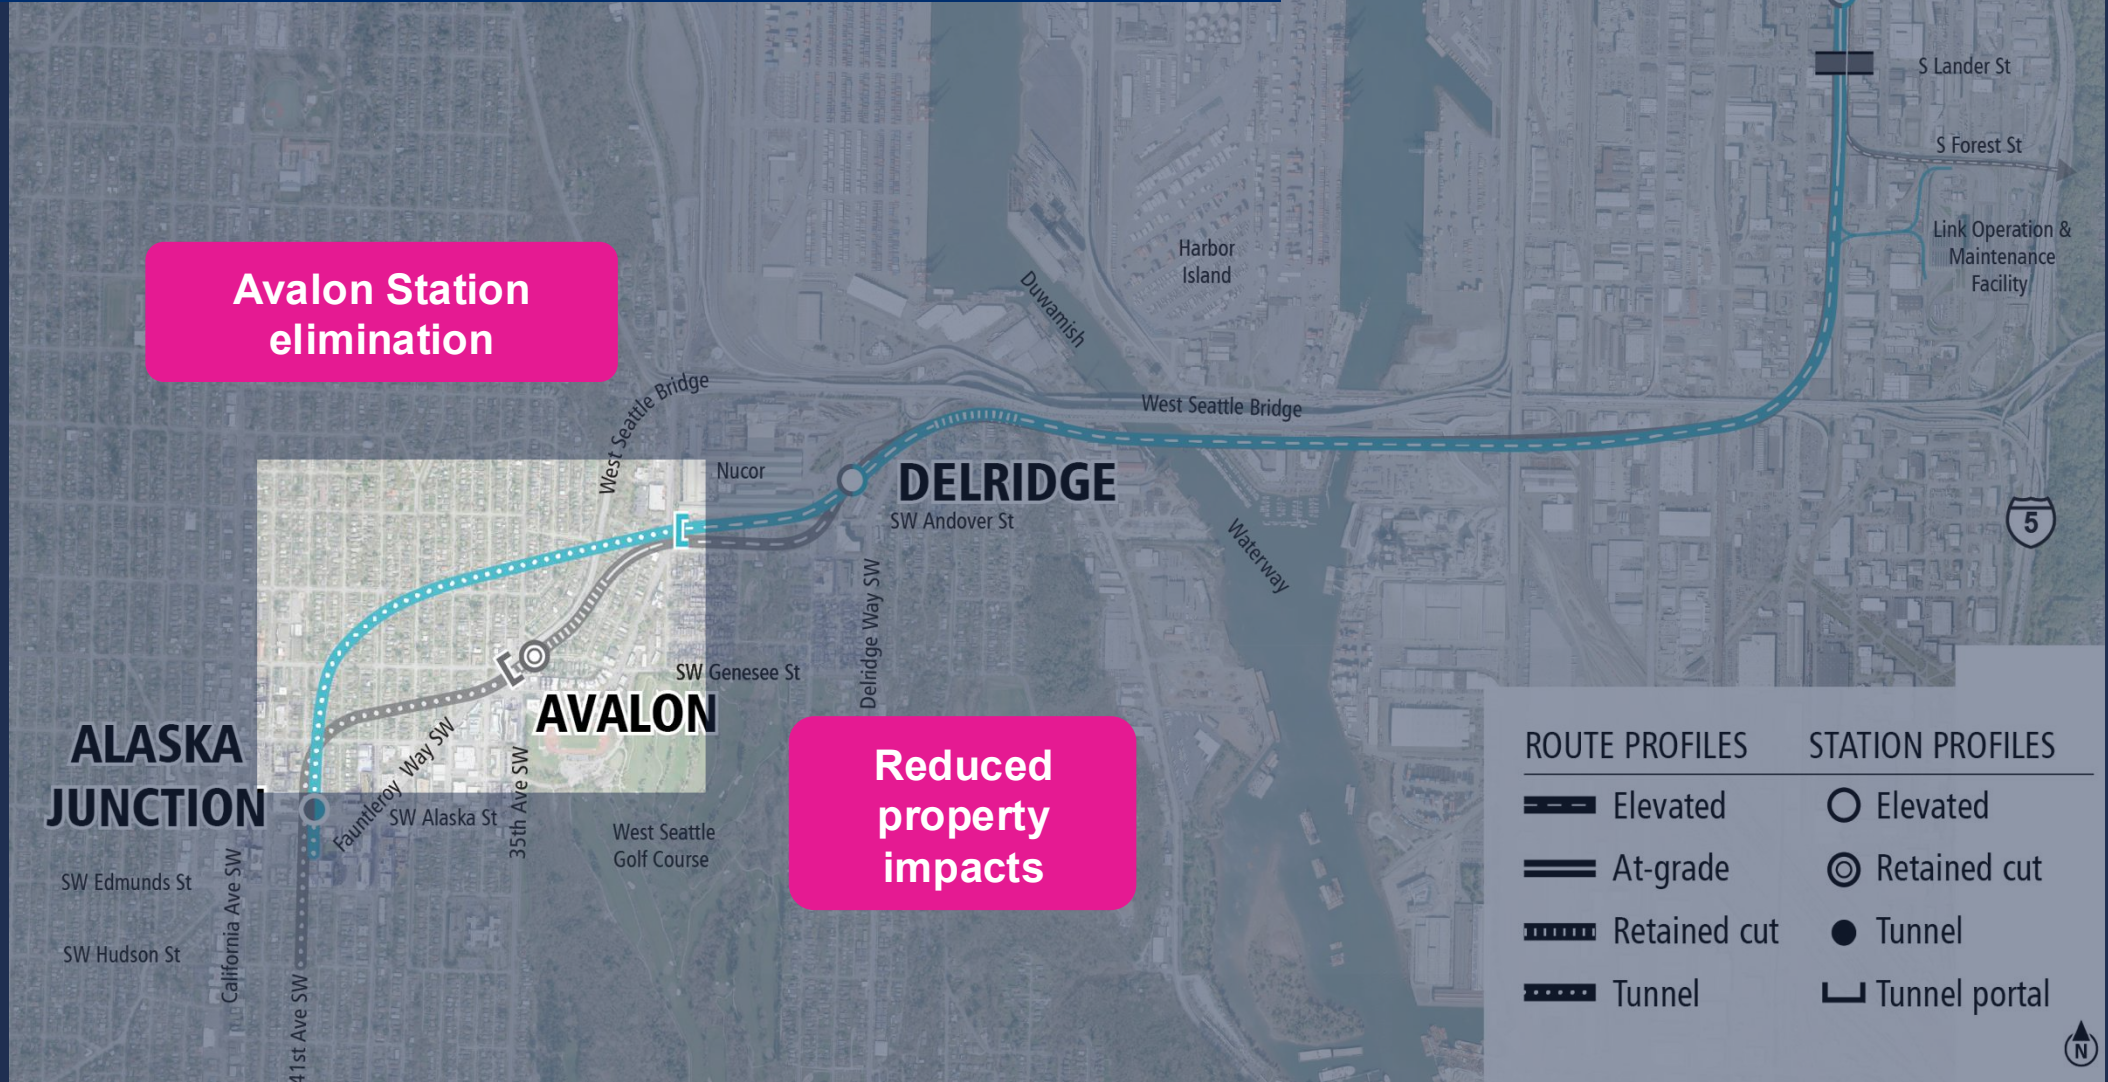 S Lander St
S Forest St
Link Operation &
Maintenance
Facility
Harbor
Island
Duwamish
Avalon Station
elimination
West Seattle Bridge
West Seattle Bridge
Nucor
DELRIDGE
SW Andover St
5
Waterway
Delridge Way SW
SW Genesee St
AVALON
ALASKA
JUNCTION
Fauntleroy Way SW
35th Ave SW
SW Alaska St
West Seattle
Golf Course
Reduced
property
impacts
SW Edmunds St
California Ave SW
SW Hudson St
41st Ave SW
ROUTE PROFILES
Elevated
At-grade
Retained cut
Tunnel
STATION PROFILES
Elevated
Retained cut
Tunnel
Tunnel portal
N